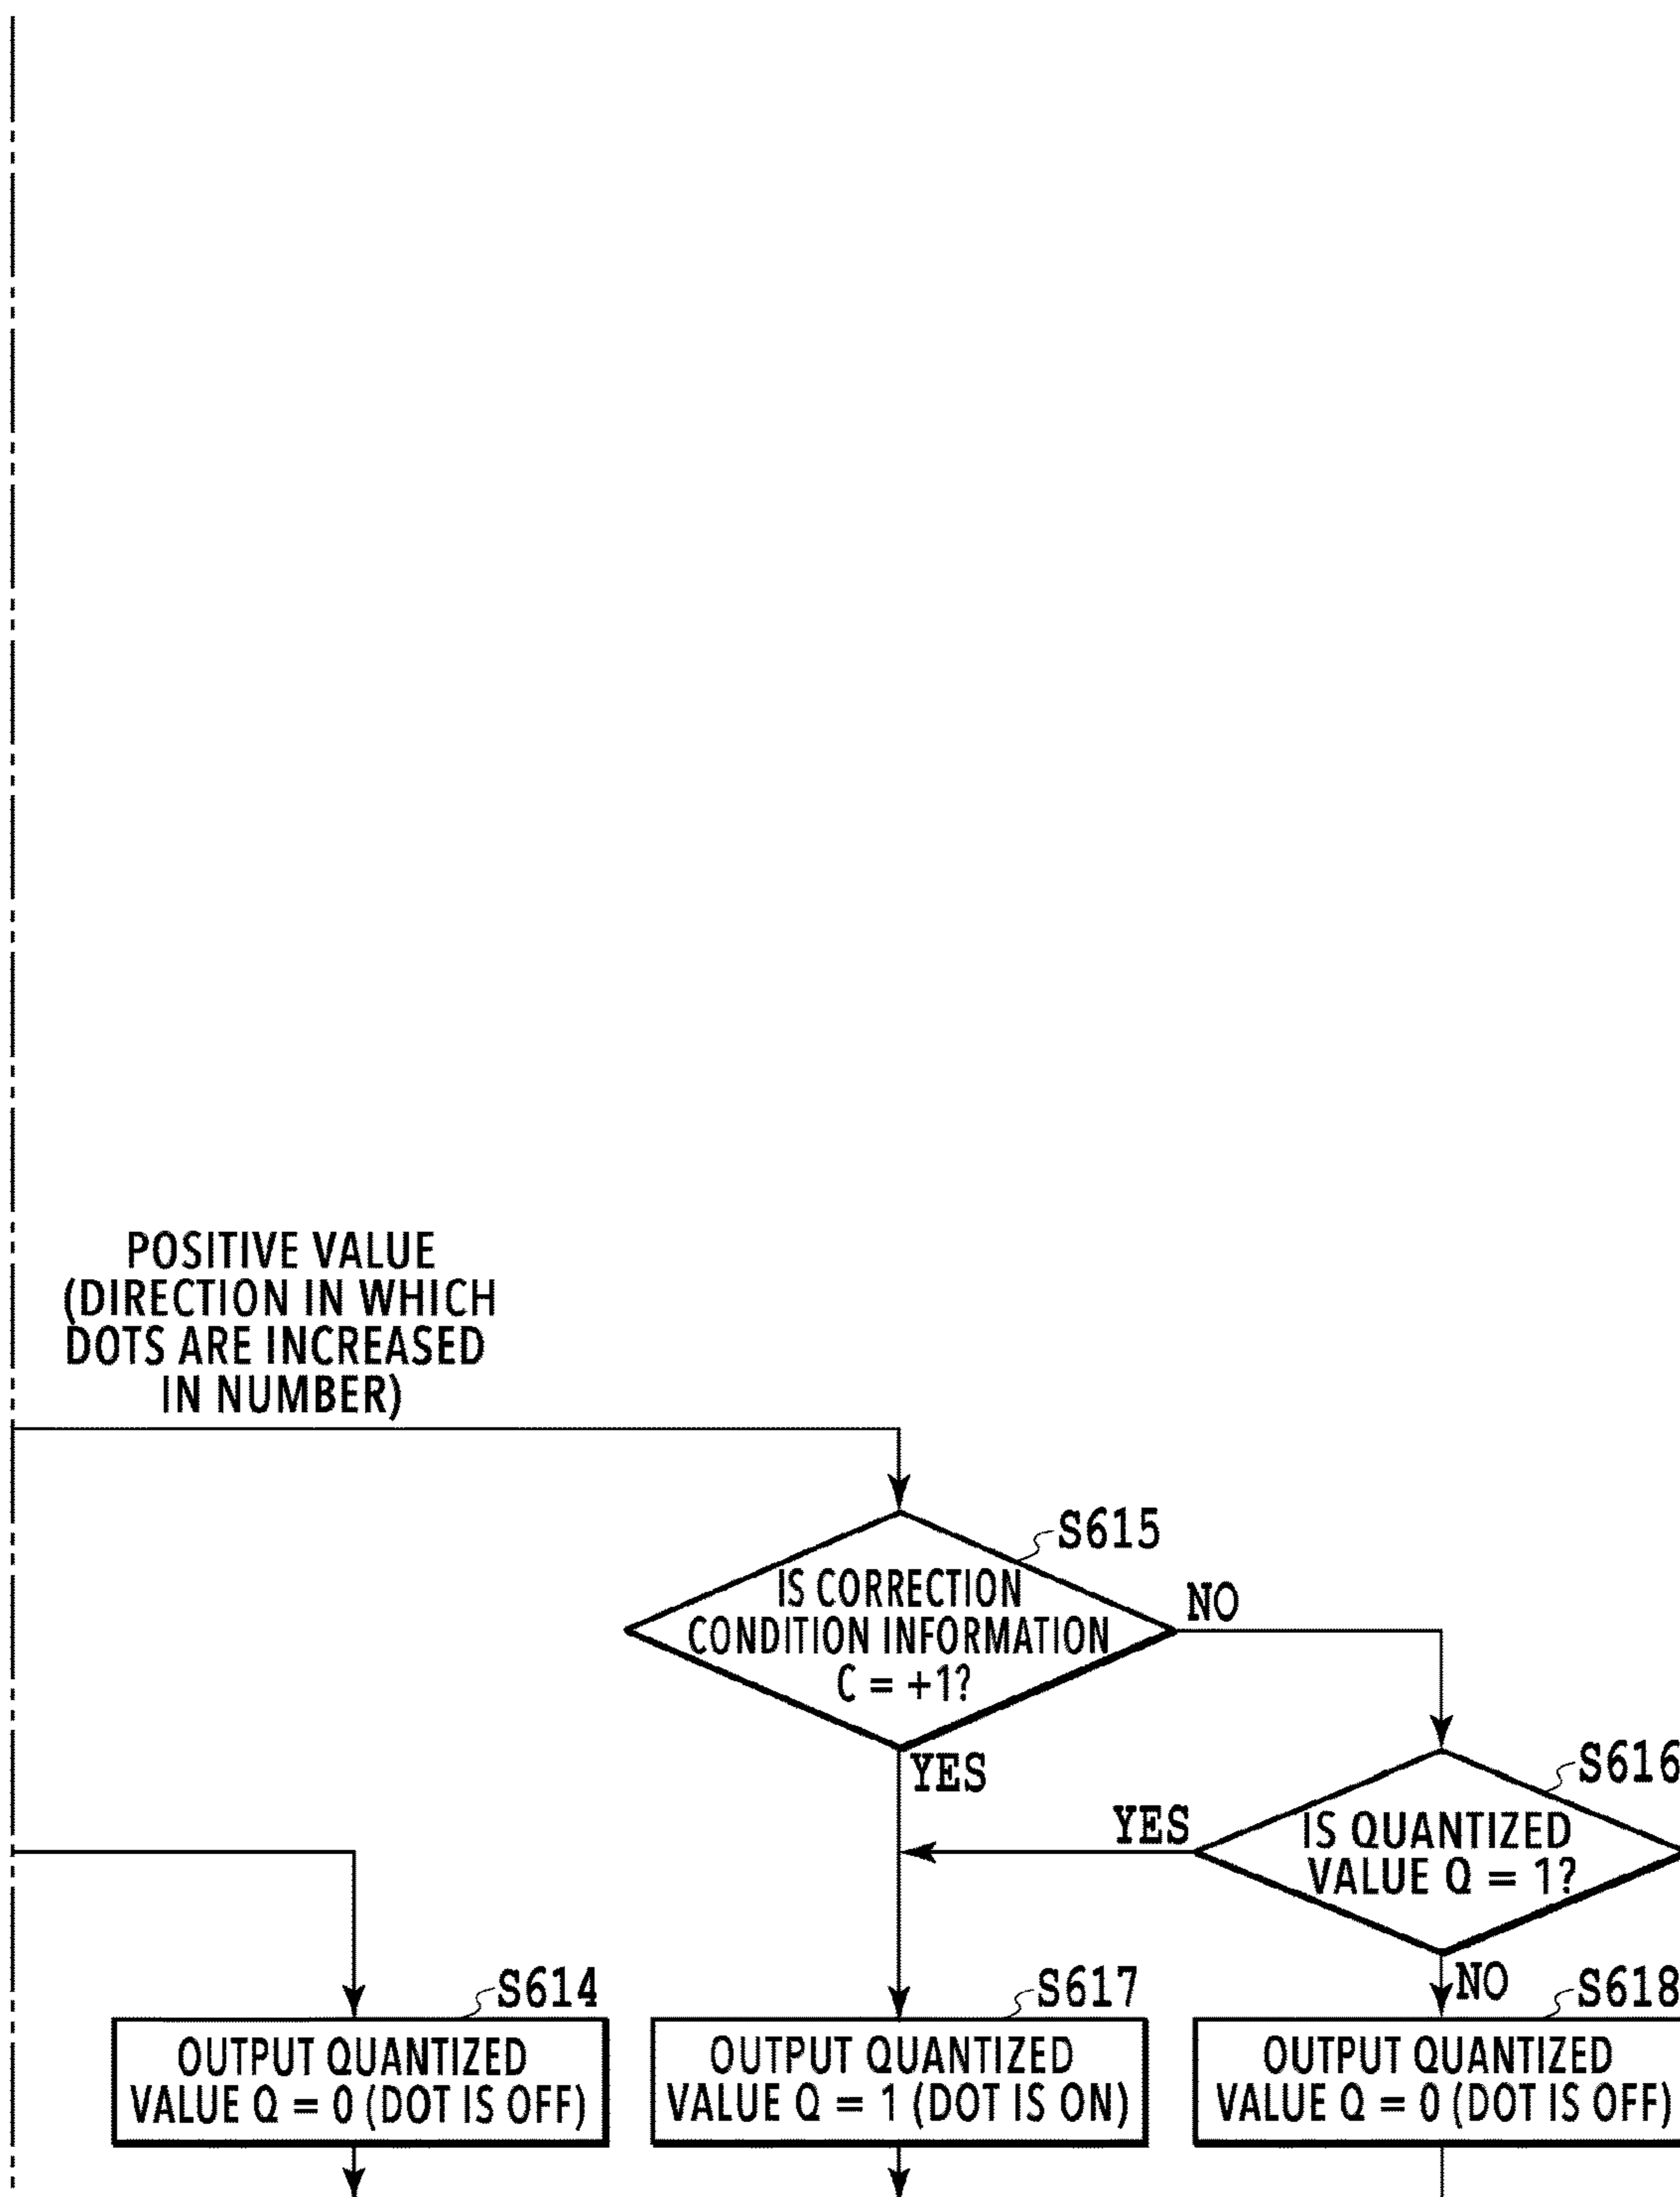 POSITIVE VALUE
(DIRECTION IN WHICH
DOTS ARE INCREASED
IN NUMBER)
S615
IS CORRECTION
CONDITION INFORMATION
C = +1?
NO
YES
S616
IS QUANTIZED
VALUE Q = 1?
YES
NO
S614
OUTPUT QUANTIZED
VALUE Q = 0 (DOT IS OFF)
S617
OUTPUT QUANTIZED
VALUE Q = 1 (DOT IS ON)
S618
OUTPUT QUANTIZED
VALUE Q = 0 (DOT IS OFF)